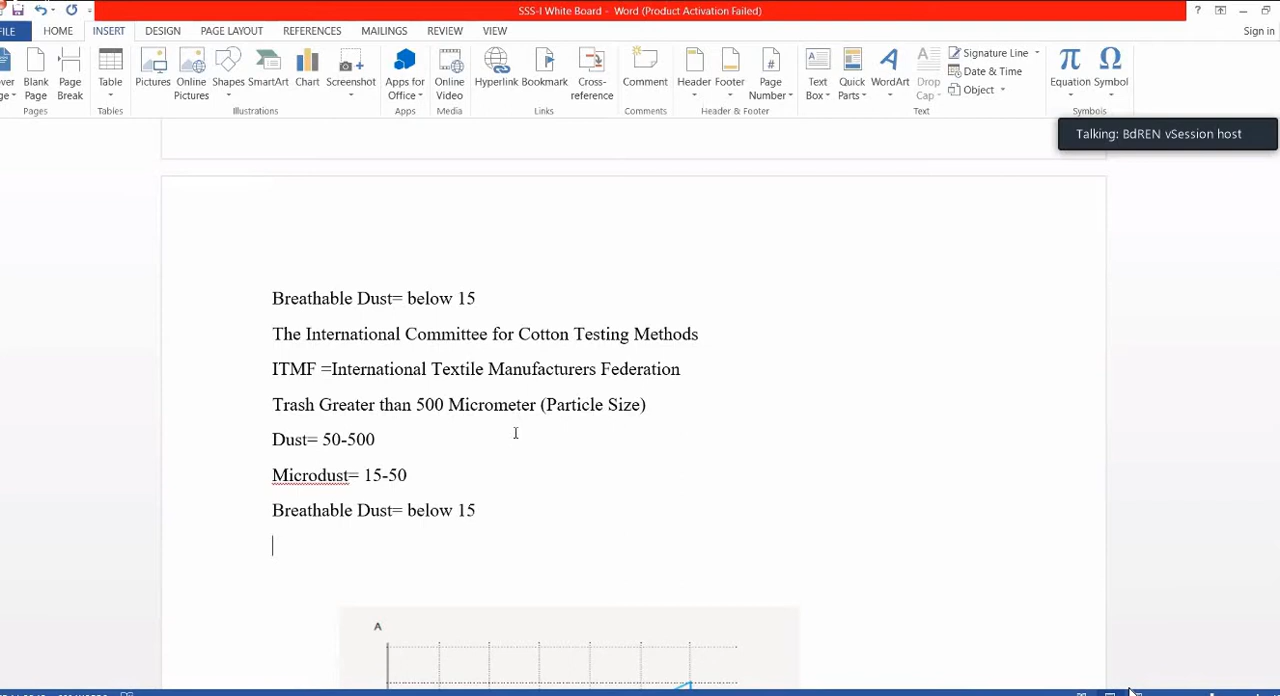 SSS-I White Board - Word (Product Activation Failed)
FILE HOME INSERT DESIGN PAGE LAYOUT REFERENCES MAILINGS REVIEW VIEW Sign in
Blank Page
Page Break
Table
Pictures
Online Pictures
Shapes
SmartArt
Chart
Screenshot
Apps for Office
Online Video
Hyperlink
Bookmark
Cross-reference
Comment
Header
Footer
Page Number
Text Box
Quick Parts
WordArt
Drop Cap
Signature Line
Date & Time
Object
Equation
Symbol
Pages Tables Illustrations Apps Media Links Comments Header & Footer Text Symbols
Talking: BdREN vSession host
Breathable Dust= below 15
The International Committee for Cotton Testing Methods
ITMF =International Textile Manufacturers Federation
Trash Greater than 500 Micrometer (Particle Size)
Dust= 50-500
Microdust= 15-50
Breathable Dust= below 15
A